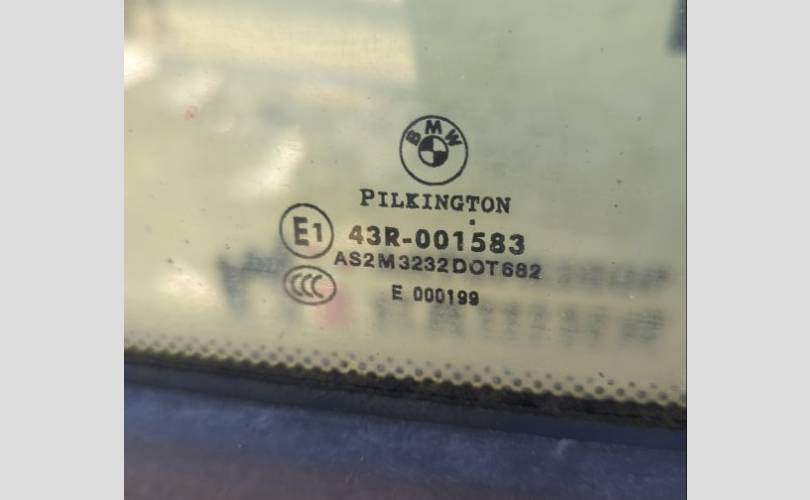 BMW
PILKINGTON
E1 43R-001583
AS2M3232DOT682
CCC E 000199